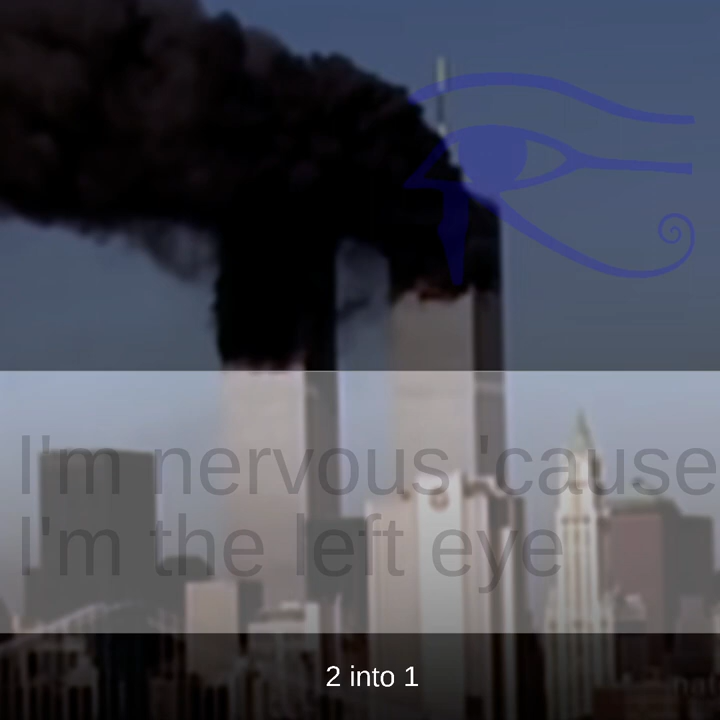 I'm nervous 'cause
I'm the left eye
2 into 1